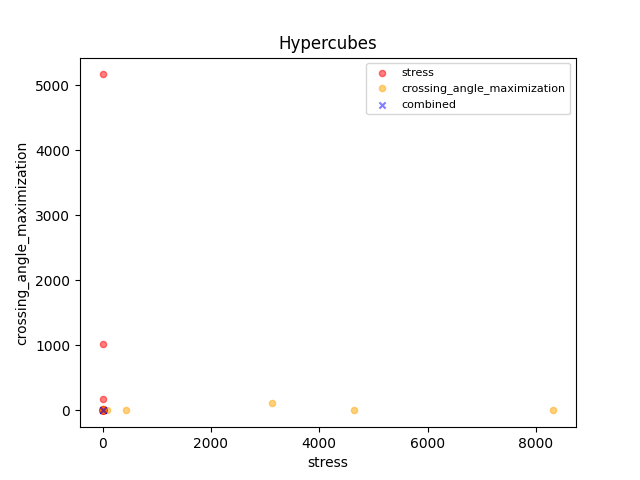 Hypercubes
stress
crossing_angle_maximization
combined
crossing_angle_maximization
5000
4000
3000
2000
1000
0
0 2000 4000 6000 8000
stress